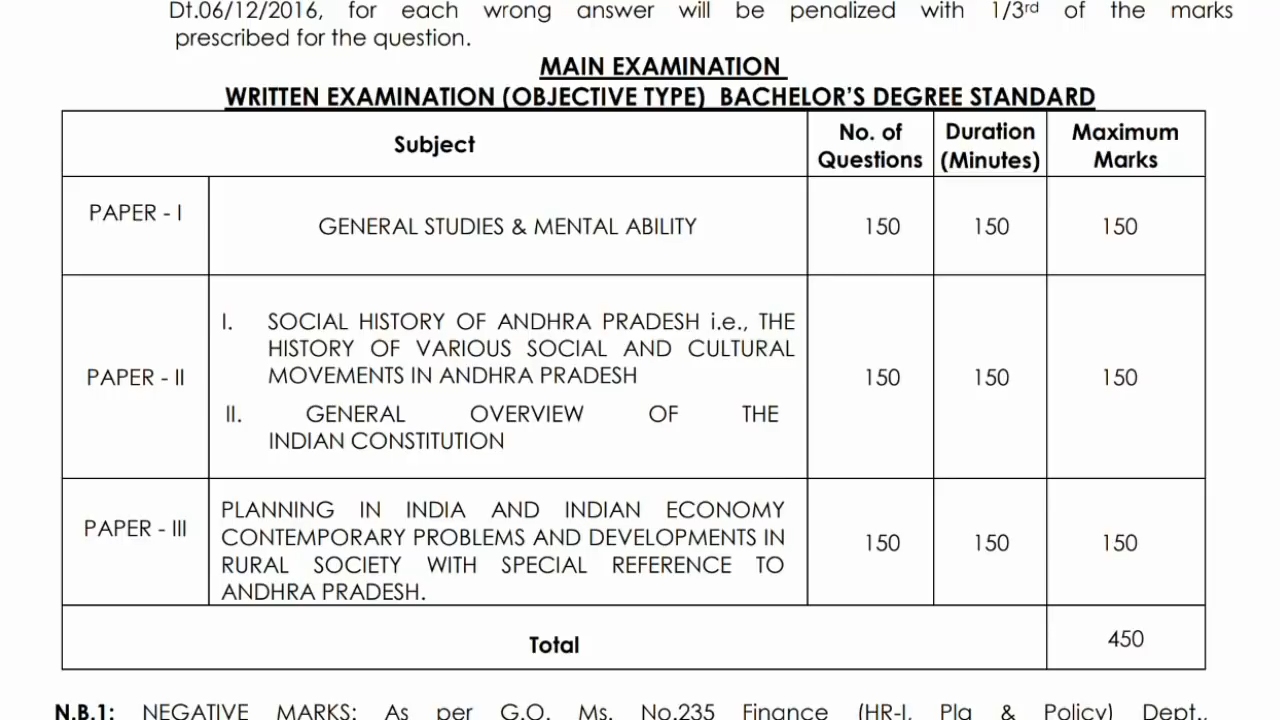 Dt.06/12/2016, for each wrong answer will be penalized with 1/3rd of the marks
prescribed for the question.
MAIN EXAMINATION
WRITTEN EXAMINATION (OBJECTIVE TYPE) BACHELOR'S DEGREE STANDARD
Subject
No. of
Questions
Duration
(Minutes)
Maximum
Marks
PAPER - I
GENERAL STUDIES & MENTAL ABILITY
150
150
150
PAPER - II
I. SOCIAL HISTORY OF ANDHRA PRADESH i.e., THE
HISTORY OF VARIOUS SOCIAL AND CULTURAL
MOVEMENTS IN ANDHRA PRADESH
II. GENERAL OVERVIEW OF THE
INDIAN CONSTITUTION
150
150
150
PAPER - III
PLANNING IN INDIA AND INDIAN ECONOMY
CONTEMPORARY PROBLEMS AND DEVELOPMENTS IN
RURAL SOCIETY WITH SPECIAL REFERENCE TO
ANDHRA PRADESH.
150
150
150
Total
450
N.B.1: NEGATIVE MARKS: As per G.O. Ms. No.235 Finance (HR-I, Plg & Policy) Dept.,